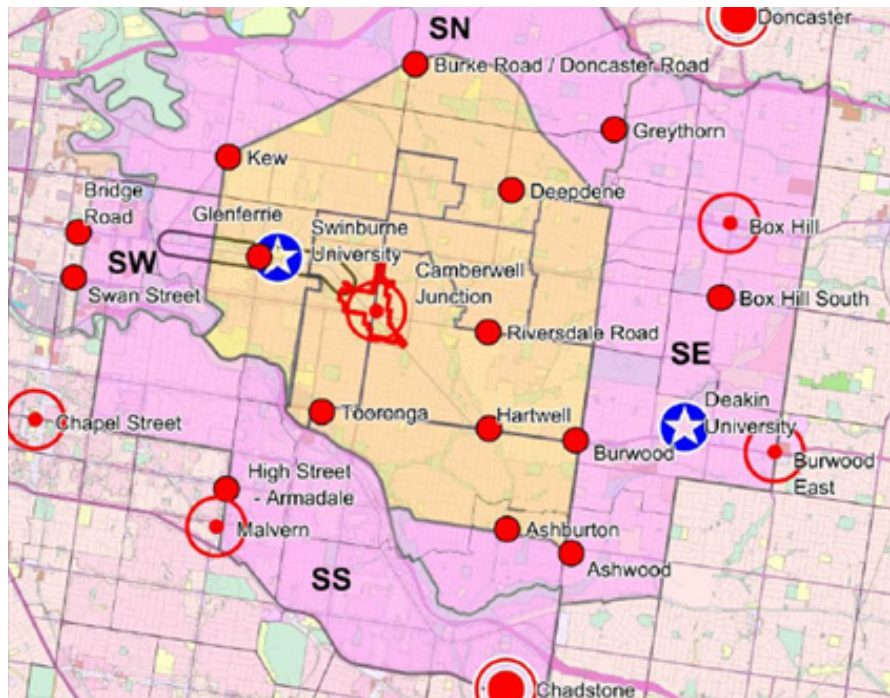 Doncaster
SN
Burke Road / Doncaster Road
Greythorn
Kew
Bridge
Road
Deepdene
Glenferrie
Swinburne
University
Box Hill
SW
Camberwell
Junction
Swan Street
Box Hill South
Riversdale Road
SE
Deakin
University
Chapel Street
Tooronga
Hartwell
Burwood
Burwood
East
High Street
- Armadale
Malvern
Ashburton
Ashwood
SS
Chadstone